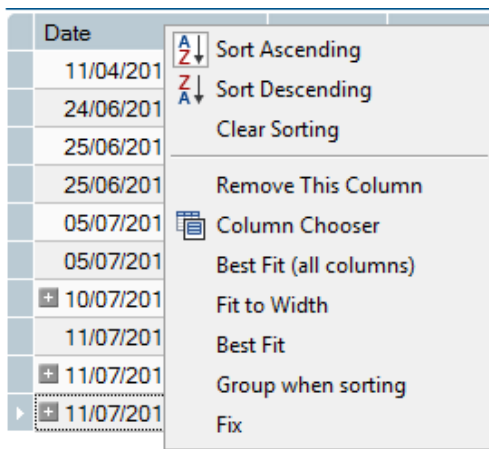 Date
11/04/201
24/06/201
25/06/201
25/06/201
05/07/201
05/07/201
10/07/201
11/07/201
11/07/201
11/07/201
Sort Ascending
Sort Descending
Clear Sorting
Remove This Column
Column Chooser
Best Fit (all columns)
Fit to Width
Best Fit
Group when sorting
Fix